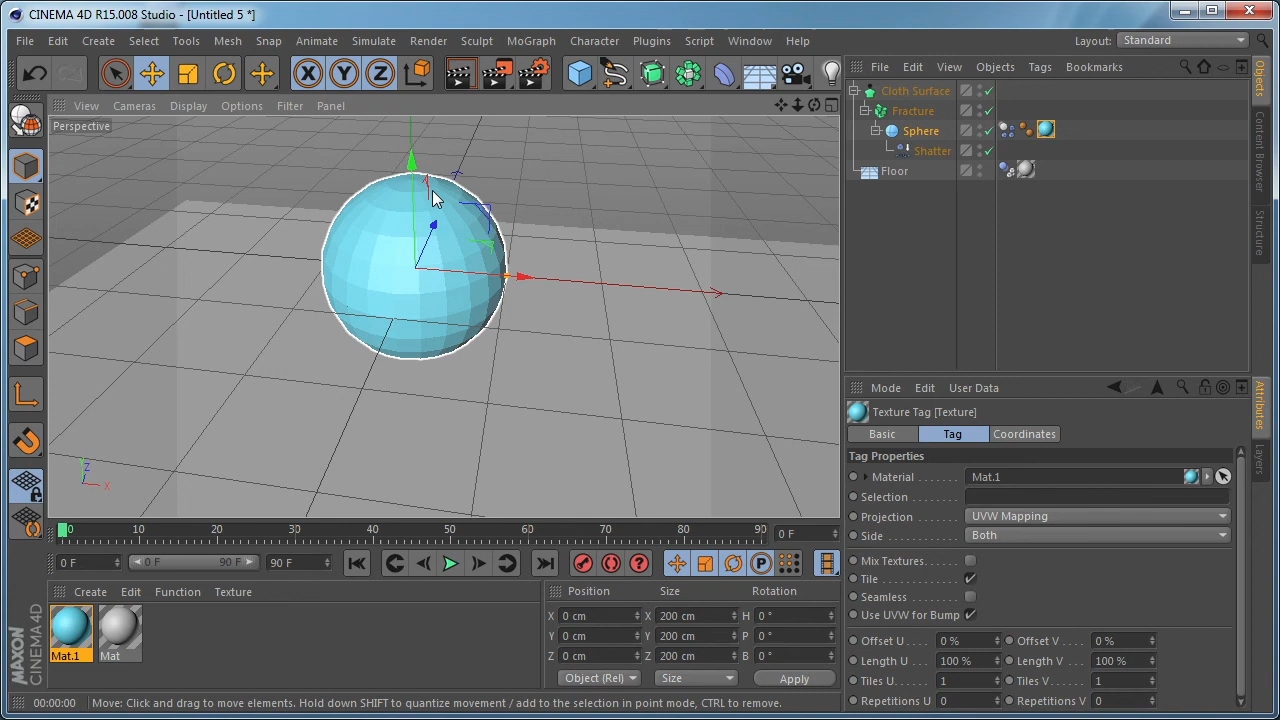 CINEMA 4D R15.008 Studio - [Untitled 5 *]
File Edit Create Select Tools Mesh Snap Animate Simulate Render Sculpt MoGraph Character Plugins Script Window Help Layout: Standard
X Y Z
File Edit View Objects Tags Bookmarks
View Cameras Display Options Filter Panel
Perspective
Cloth Surface
Fracture
Sphere
Shatter
Floor
Objects
Content Browser
Structure
Z
X
Mode Edit User Data
Texture Tag [Texture]
Basic Tag Coordinates
Tag Properties
Material . . . . . . . Mat.1
Selection . . . . . .
Projection . . . . . . UVW Mapping
Side . . . . . . . . . . Both
Mix Textures.
Tile . . . . . . . . . .
Seamless . . . . . .
Use UVW for Bump
Offset U . . 0 % Offset V . . 0 %
Length U . 100 % Length V . . 100 %
Tiles U. . . . 1 Tiles V . . . . 1
Repetitions U 0 Repetitions V 0
Attributes
Layers
0 10 20 30 40 50 60 70 80 90 0 F
0 F 0 F 90 F 90 F
P
Create Edit Function Texture
Mat.1 Mat
Position Size Rotation
X 0 cm X 200 cm H 0 °
Y 0 cm Y 200 cm P 0 °
Z 0 cm Z 200 cm B 0 °
Object (Rel) Size Apply
MAXON
CINEMA 4D
00:00:00 Move: Click and drag to move elements. Hold down SHIFT to quantize movement / add to the selection in point mode, CTRL to remove.